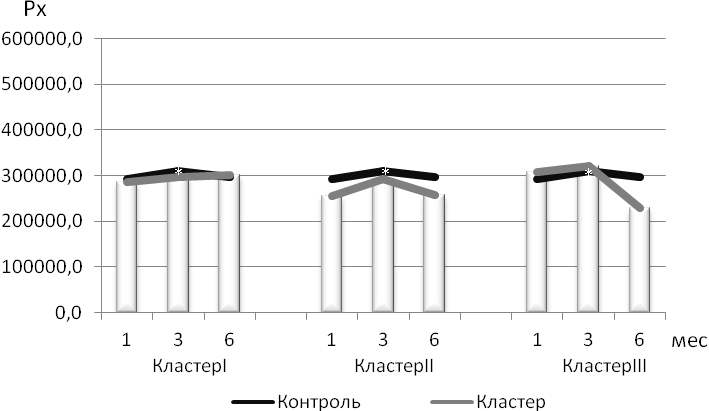 Px
600000,0
500000,0
400000,0
300000,0
200000,0
100000,0
0,0
* * *
1 3 6 1 3 6 1 3 6 мес
КластерI КластерII КластерIII
Контроль Кластер